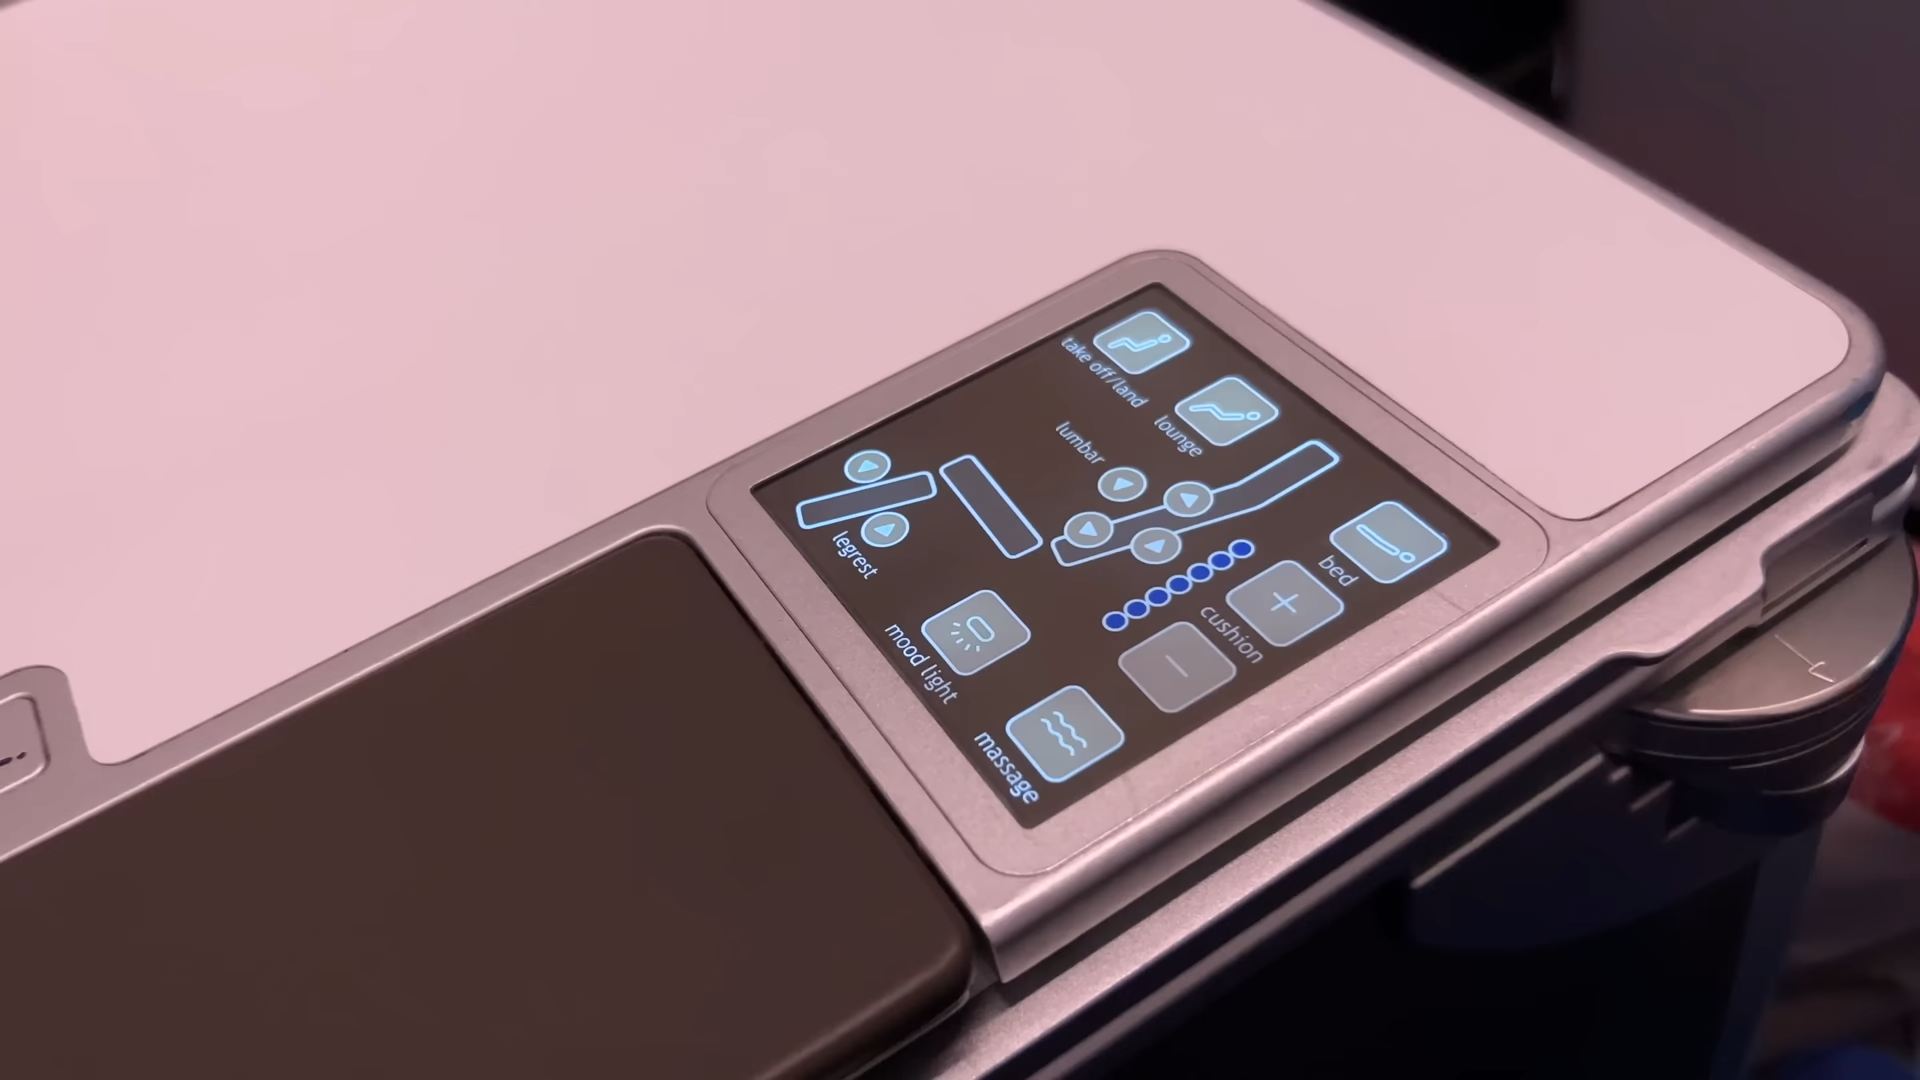 take off/land
lounge
lumbar
legrest
bed
cushion
mood light
massage